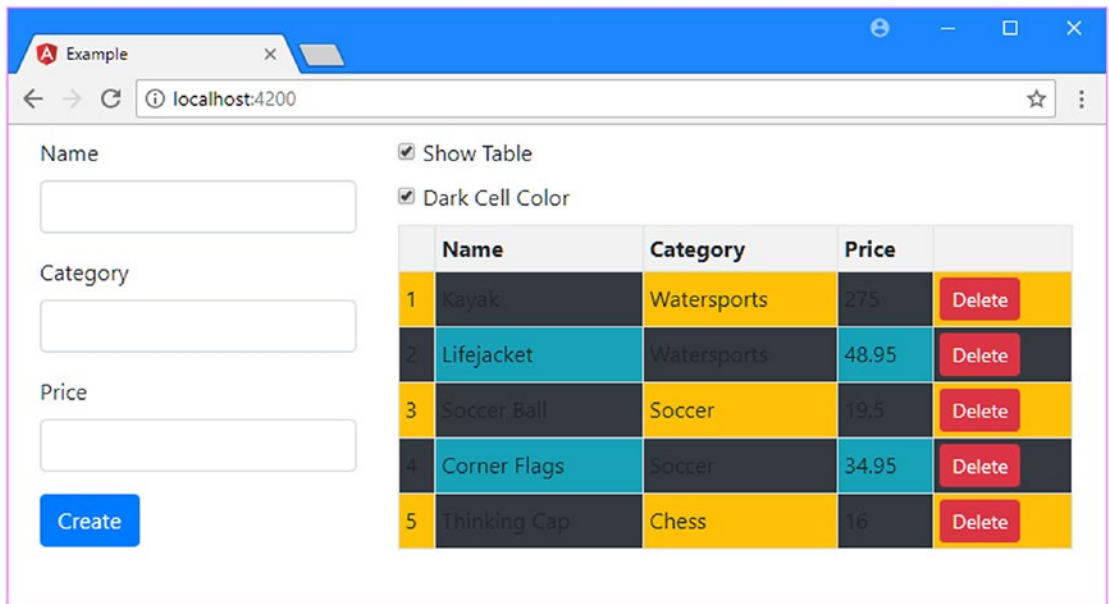 Example
localhost:4200
Name
Category
Price
Create
Show Table
Dark Cell Color
Name Category Price
1 Kayak Watersports 275 Delete
2 Lifejacket Watersports 48.95 Delete
3 Soccer Ball Soccer 19.5 Delete
4 Corner Flags Soccer 34.95 Delete
5 Thinking Cap Chess 16 Delete